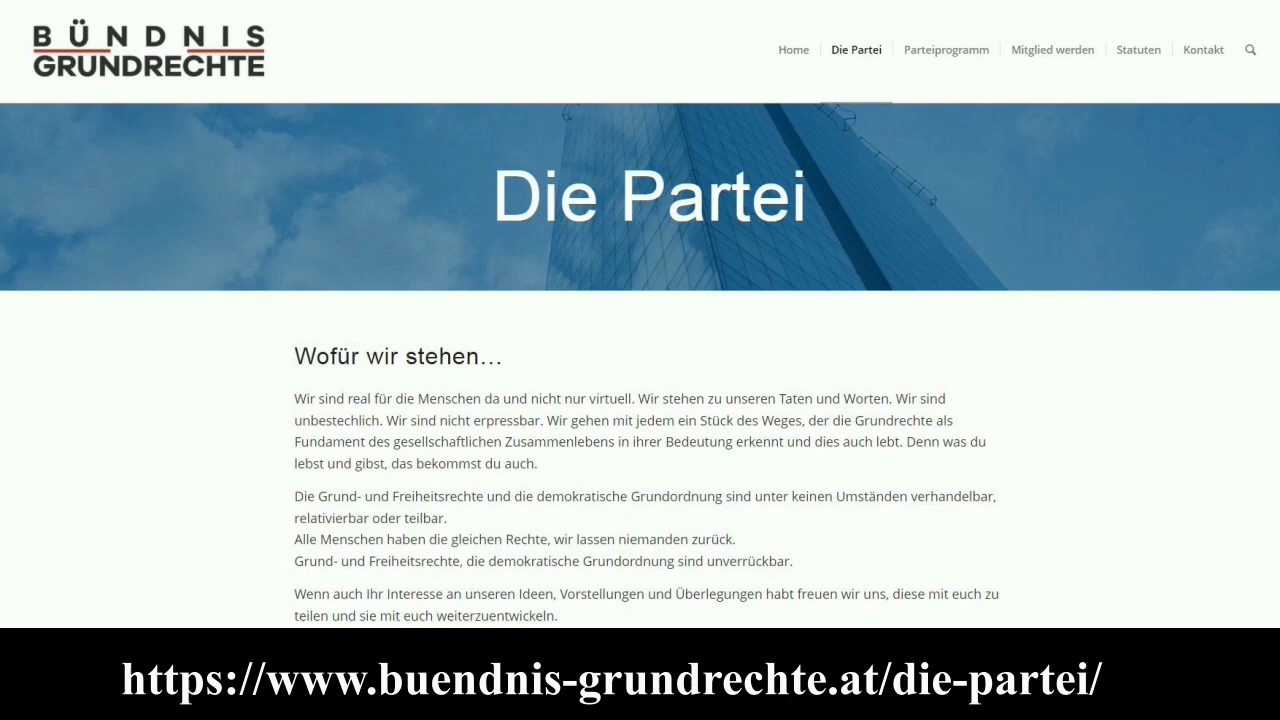 BÜNDNIS
GRUNDRECHTE
Home
Die Partei
Parteiprogramm
Mitglied werden
Statuten
Kontakt
Die Partei
Wofür wir stehen…
Wir sind real für die Menschen da und nicht nur virtuell. Wir stehen zu unseren Taten und Worten. Wir sind
unbestechlich. Wir sind nicht erpressbar. Wir gehen mit jedem ein Stück des Weges, der die Grundrechte als
Fundament des gesellschaftlichen Zusammenlebens in ihrer Bedeutung erkennt und dies auch lebt. Denn was du
lebst und gibst, das bekommst du auch.
Die Grund- und Freiheitsrechte und die demokratische Grundordnung sind unter keinen Umständen verhandelbar,
relativierbar oder teilbar.
Alle Menschen haben die gleichen Rechte, wir lassen niemanden zurück.
Grund- und Freiheitsrechte, die demokratische Grundordnung sind unverrückbar.
Wenn auch Ihr Interesse an unseren Ideen, Vorstellungen und Überlegungen habt freuen wir uns, diese mit euch zu
teilen und sie mit euch weiterzuentwickeln.
https://www.buendnis-grundrechte.at/die-partei/